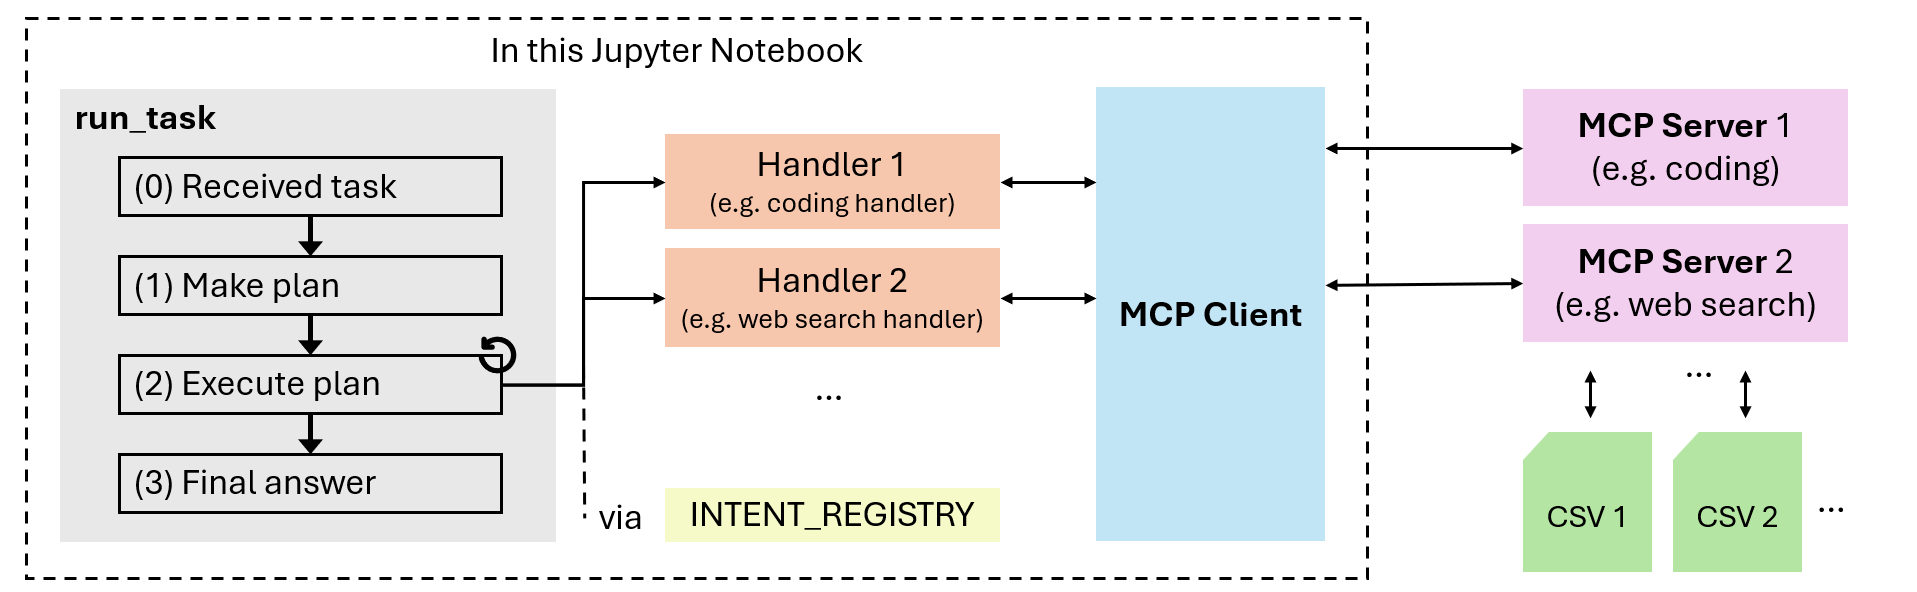 In this Jupyter Notebook
run_task
(0) Received task
(1) Make plan
(2) Execute plan
(3) Final answer
Handler 1
(e.g. coding handler)
Handler 2
(e.g. web search handler)
...
via
INTENT_REGISTRY
MCP Client
MCP Server 1
(e.g. coding)
MCP Server 2
(e.g. web search)
...
CSV 1
CSV 2
...